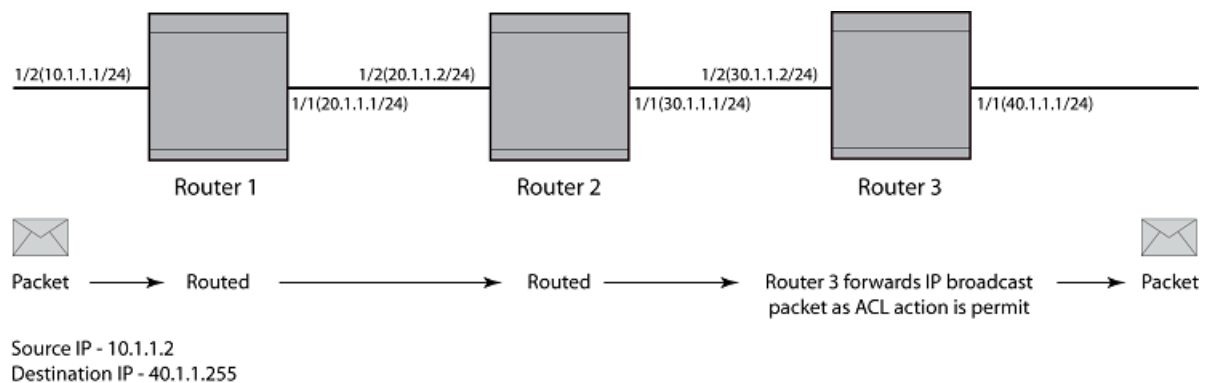 1/2(10.1.1.1/24)
1/2(20.1.1.2/24)
1/2(30.1.1.2/24)
1/1(20.1.1.1/24)
1/1(30.1.1.1/24)
1/1(40.1.1.1/24)
Router 1
Router 2
Router 3
Packet
Routed
Routed
Router 3 forwards IP broadcast
packet as ACL action is permit
Packet
Source IP - 10.1.1.2
Destination IP - 40.1.1.255